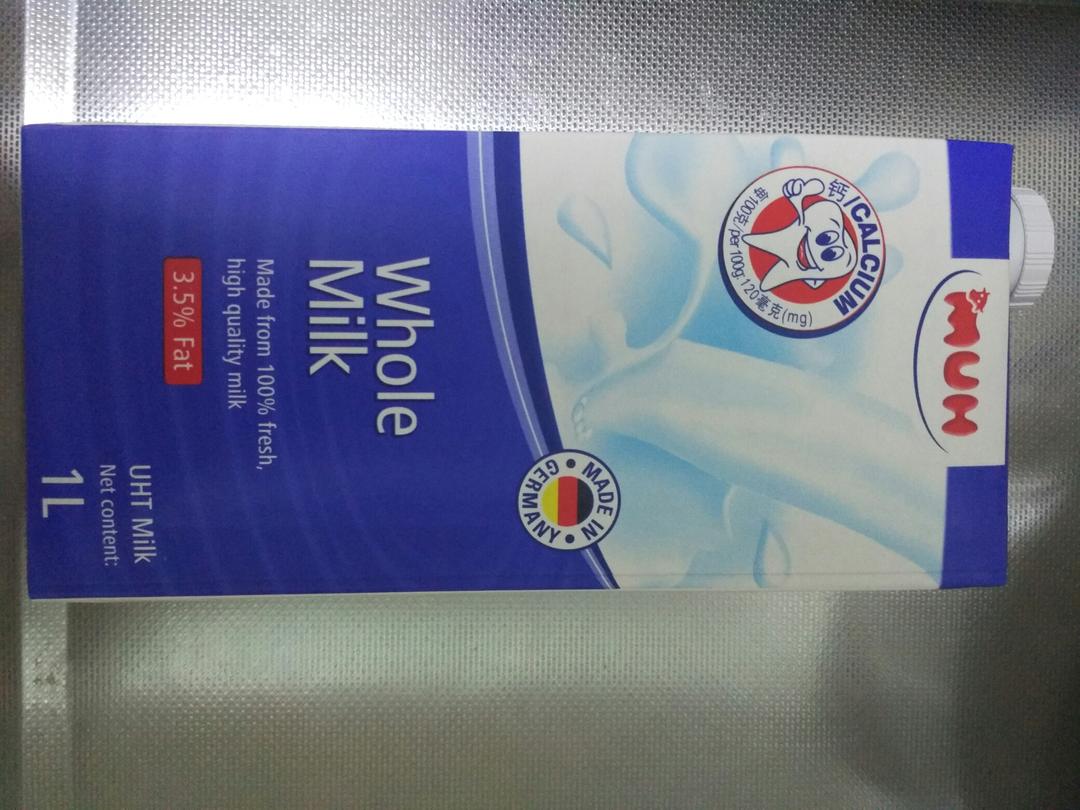 MUH
钙/CALCIUM
每100克/per 100g:120毫克(mg)
MADE IN
GERMANY
Whole
Milk
Made from 100% fresh,
high quality milk
3.5% Fat
UHT Milk
Net content:
1 L